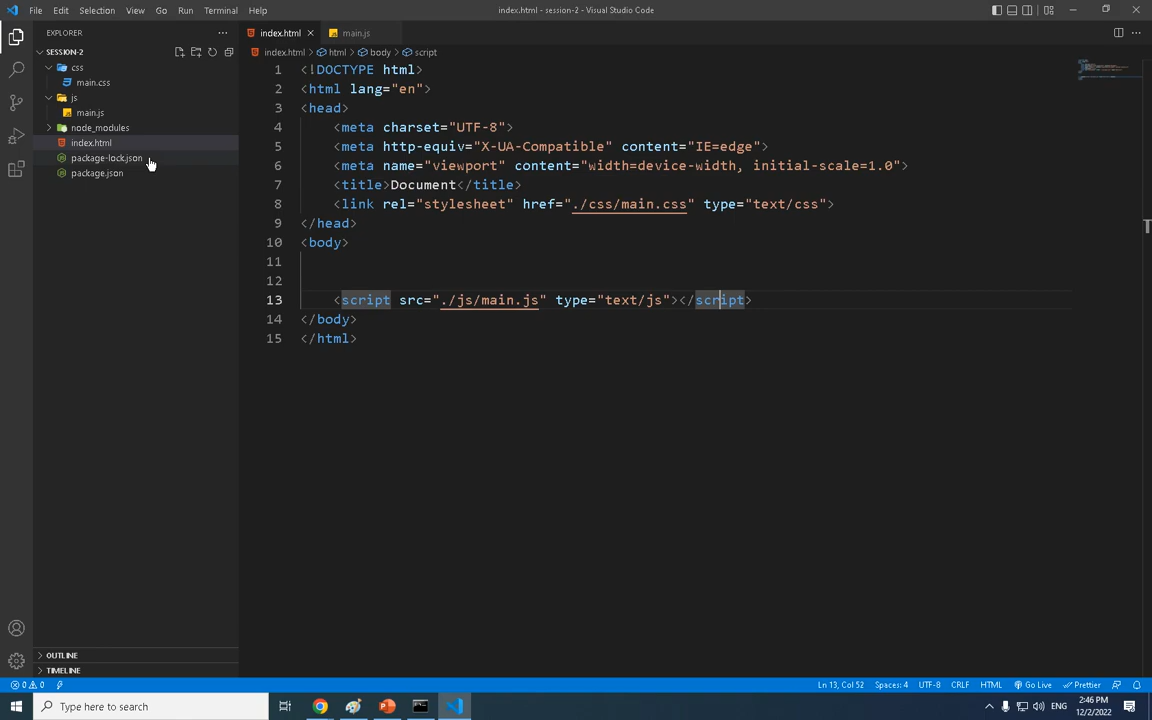 File Edit Selection View Go Run Terminal Help
index.html - session-2 - Visual Studio Code
EXPLORER
SESSION-2
css
main.css
js
main.js
node_modules
index.html
package-lock.json
package.json
OUTLINE
TIMELINE
index.html main.js
index.html > html > body > script
1 <!DOCTYPE html>
2 <html lang="en">
3 <head>
4 <meta charset="UTF-8">
5 <meta http-equiv="X-UA-Compatible" content="IE=edge">
6 <meta name="viewport" content="width=device-width, initial-scale=1.0">
7 <title>Document</title>
8 <link rel="stylesheet" href="./css/main.css" type="text/css">
9 </head>
10 <body>
11
12
13 <script src="./js/main.js" type="text/js"></script>
14 </body>
15 </html>
0 0 Ln 13, Col 52 Spaces: 4 UTF-8 CRLF HTML Go Live Prettier
Type here to search
ENG
2:46 PM
12/2/2022